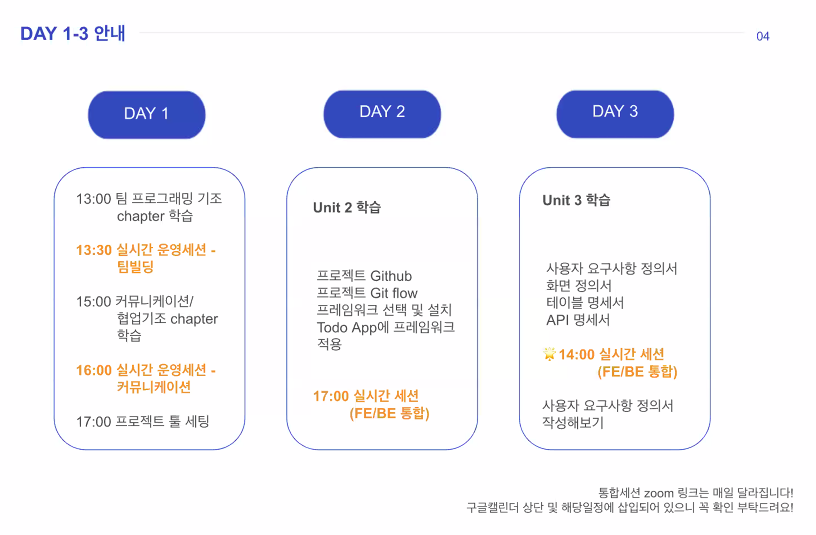 DAY 1-3 안내
04
DAY 1
13:00 팀 프로그래밍 기조
chapter 학습
13:30 실시간 운영세션 -
팀빌딩
15:00 커뮤니케이션/
협업기조 chapter
학습
16:00 실시간 운영세션 -
커뮤니케이션
17:00 프로젝트 툴 세팅
DAY 2
Unit 2 학습
프로젝트 Github
프로젝트 Git flow
프레임워크 선택 및 설치
Todo App에 프레임워크
적용
17:00 실시간 세션
(FE/BE 통합)
DAY 3
Unit 3 학습
사용자 요구사항 정의서
화면 정의서
테이블 명세서
API 명세서
14:00 실시간 세션
(FE/BE 통합)
사용자 요구사항 정의서
작성해보기
통합세션 zoom 링크는 매일 달라집니다!
구글캘린더 상단 및 해당일정에 삽입되어 있으니 꼭 확인 부탁드려요!